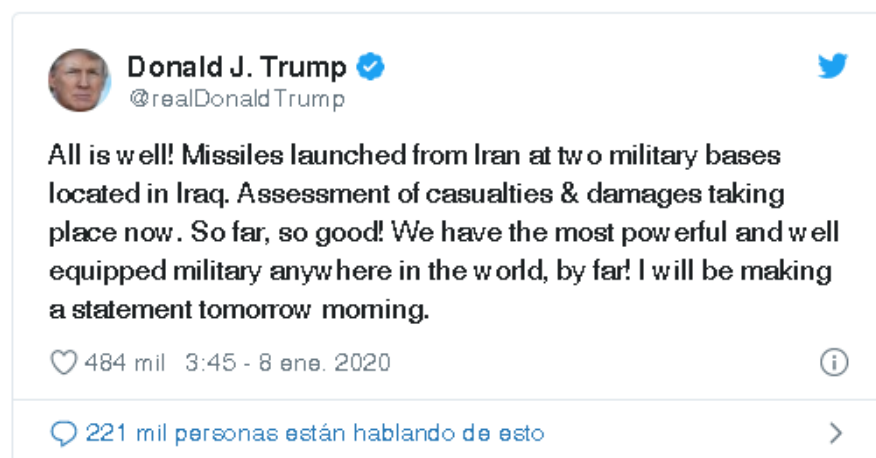 Donald J. Trump
@realDonaldTrump
All is well! Missiles launched from Iran at two military bases
located in Iraq. Assessment of casualties & damages taking
place now. So far, so good! We have the most powerful and well
equipped military anywhere in the world, by far! I will be making
a statement tomorrow morning.
484 mil 3:45 - 8 ene. 2020
221 mil personas están hablando de esto